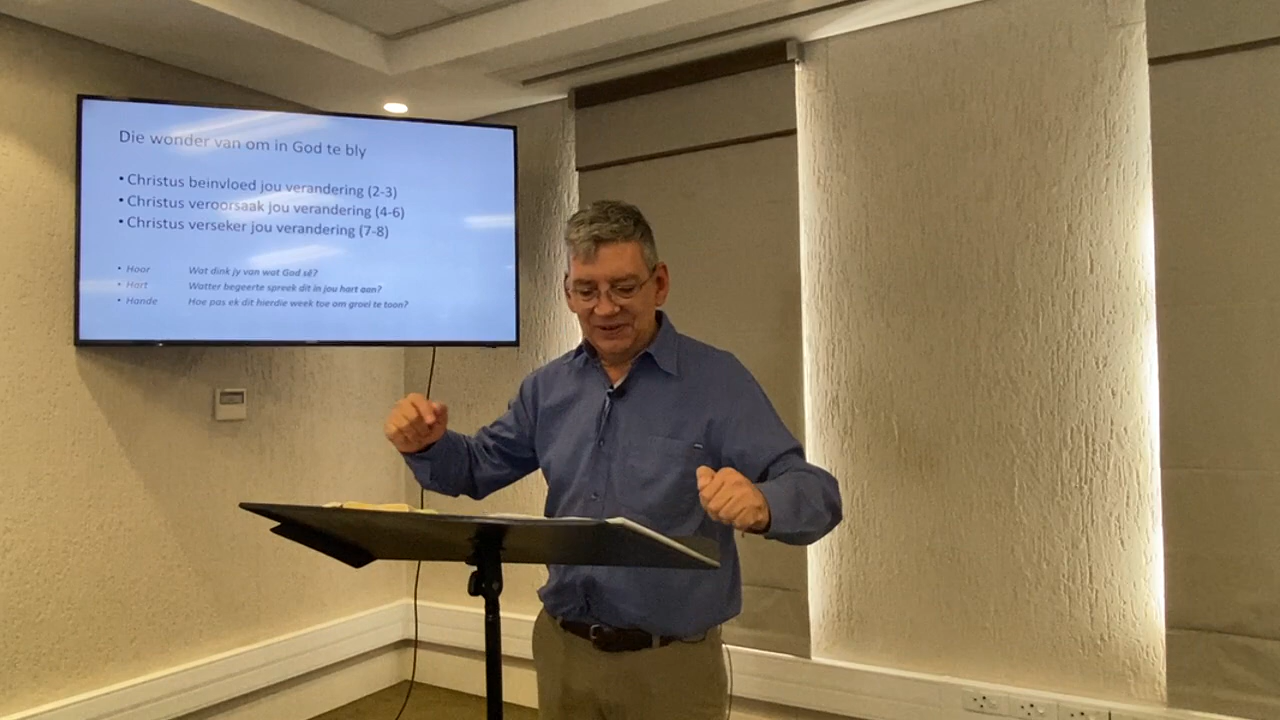 Die wonder van om in God te bly
• Christus beïnvloed jou verandering (2-3)
• Christus veroorsaak jou verandering (4-6)
• Christus verseker jou verandering (7-8)
• Hoor Wat dink jy van wat God sê?
• Hart Watter begeerte spreek dit in jou hart aan?
• Hande Hoe pas ek dit hierdie week toe om groei te toon?